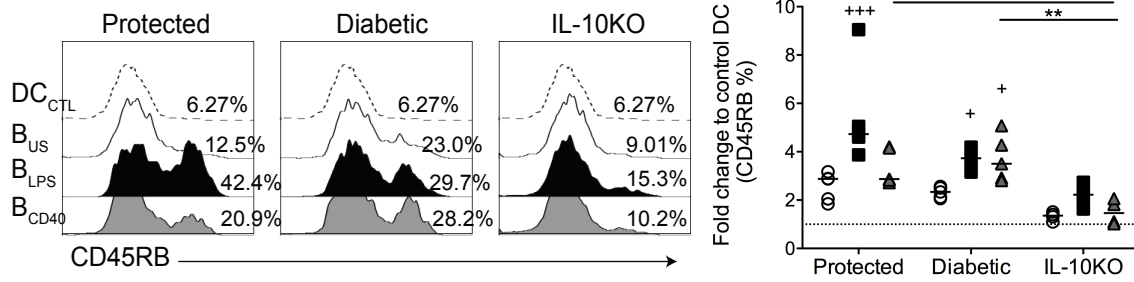 Protected Diabetic IL-10KO
DC_CTL 6.27% 6.27% 6.27%
B_US 12.5% 23.0% 9.01%
B_LPS 42.4% 29.7% 15.3%
B_CD40 20.9% 28.2% 10.2%
CD45RB
Fold change to control DC
(CD45RB %)
10
8
6
4
2
0
+++
**
+
+
Protected Diabetic IL-10KO